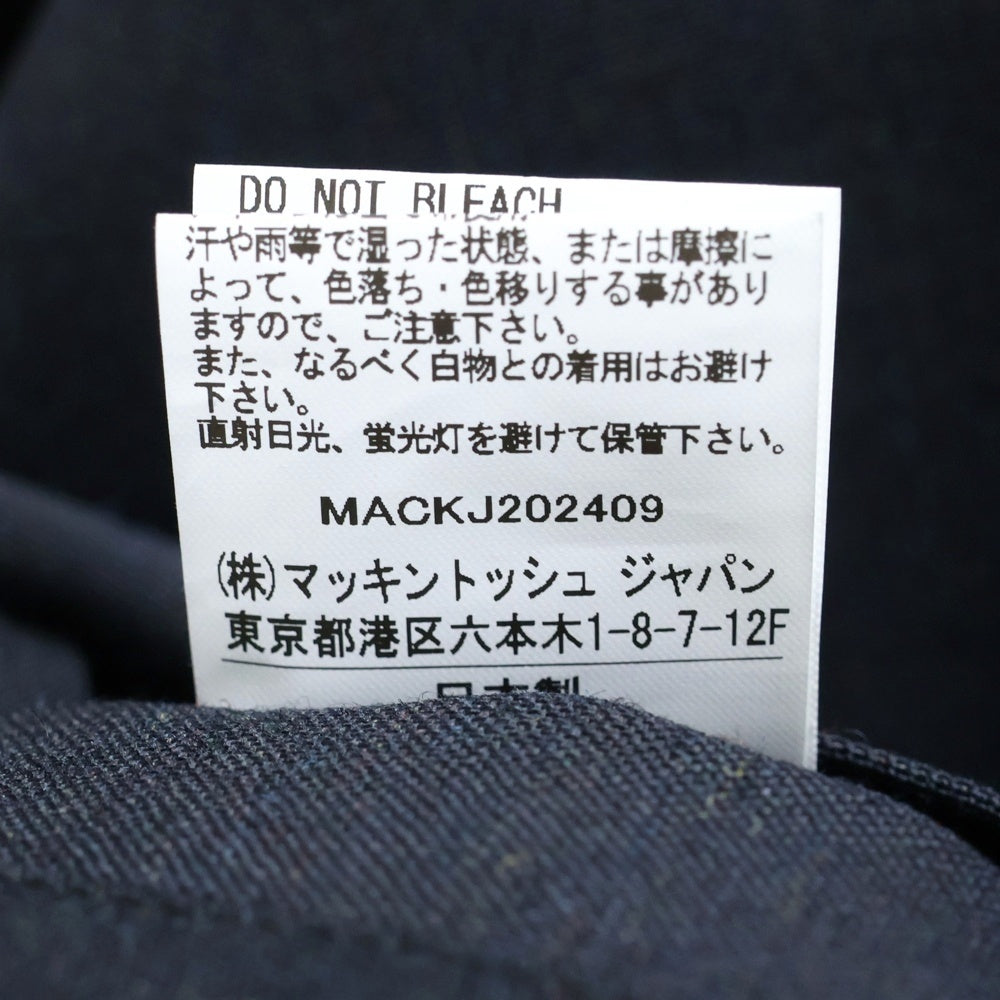 DO NOT BLEACH
汗や雨等で湿った状態、または摩擦に
よって、色落ち・色移りする事があり
ますので、ご注意下さい。
また、なるべく白物との着用はお避け
下さい。
直射日光、蛍光灯を避けて保管下さい。
MACKJ202409
(株)マッキントッシュ ジャパン
東京都港区六本木1-8-7-12F
日本製